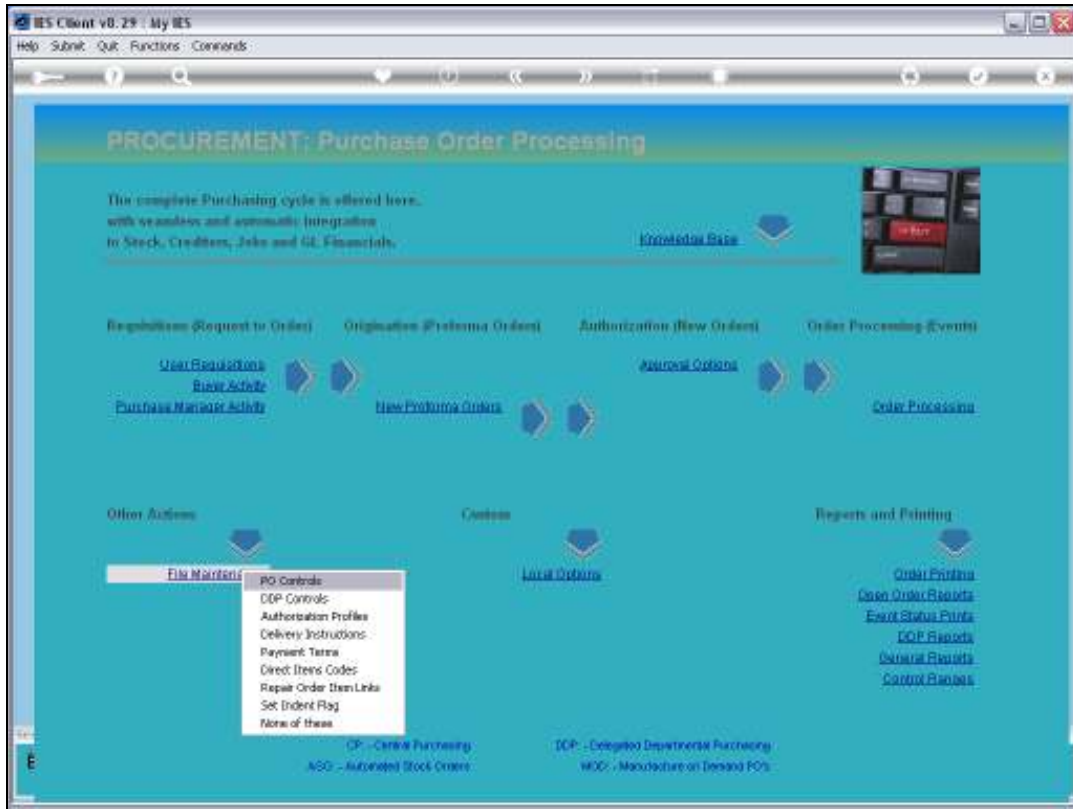 IES Client v8.29 : My IES
Help Submit Quit Functions Commands
PROCUREMENT: Purchase Order Processing
The complete Purchasing cycle is offered here,
with seamless and automatic integration
to Stock, Creditors, Jobs and GL Financials.
Knowledge Base
Requisitions (Request to Order) Origination (Proforma Orders) Authorization (New Orders) Order Processing (Events)
User Requisitions
Buyer Activity
Purchase Manager Activity
New Proforma Orders
Approval Options
Order Processing
Other Actions Custom Reports and Printing
File Mainten
PO Controls
DDP Controls
Authorization Profiles
Delivery Instructions
Payment Terms
Direct Items Codes
Repair Order Item Links
Set Indent Flag
None of these
Local Options
Order Printing
Open Order Reports
Event Status Prints
DDP Reports
General Reports
Control Ranges
CP: - Central Purchasing DDP: - Delegated Departmental Purchasing
ASO: - Automated Stock Orders MOD: - Manufacture on Demand PO's